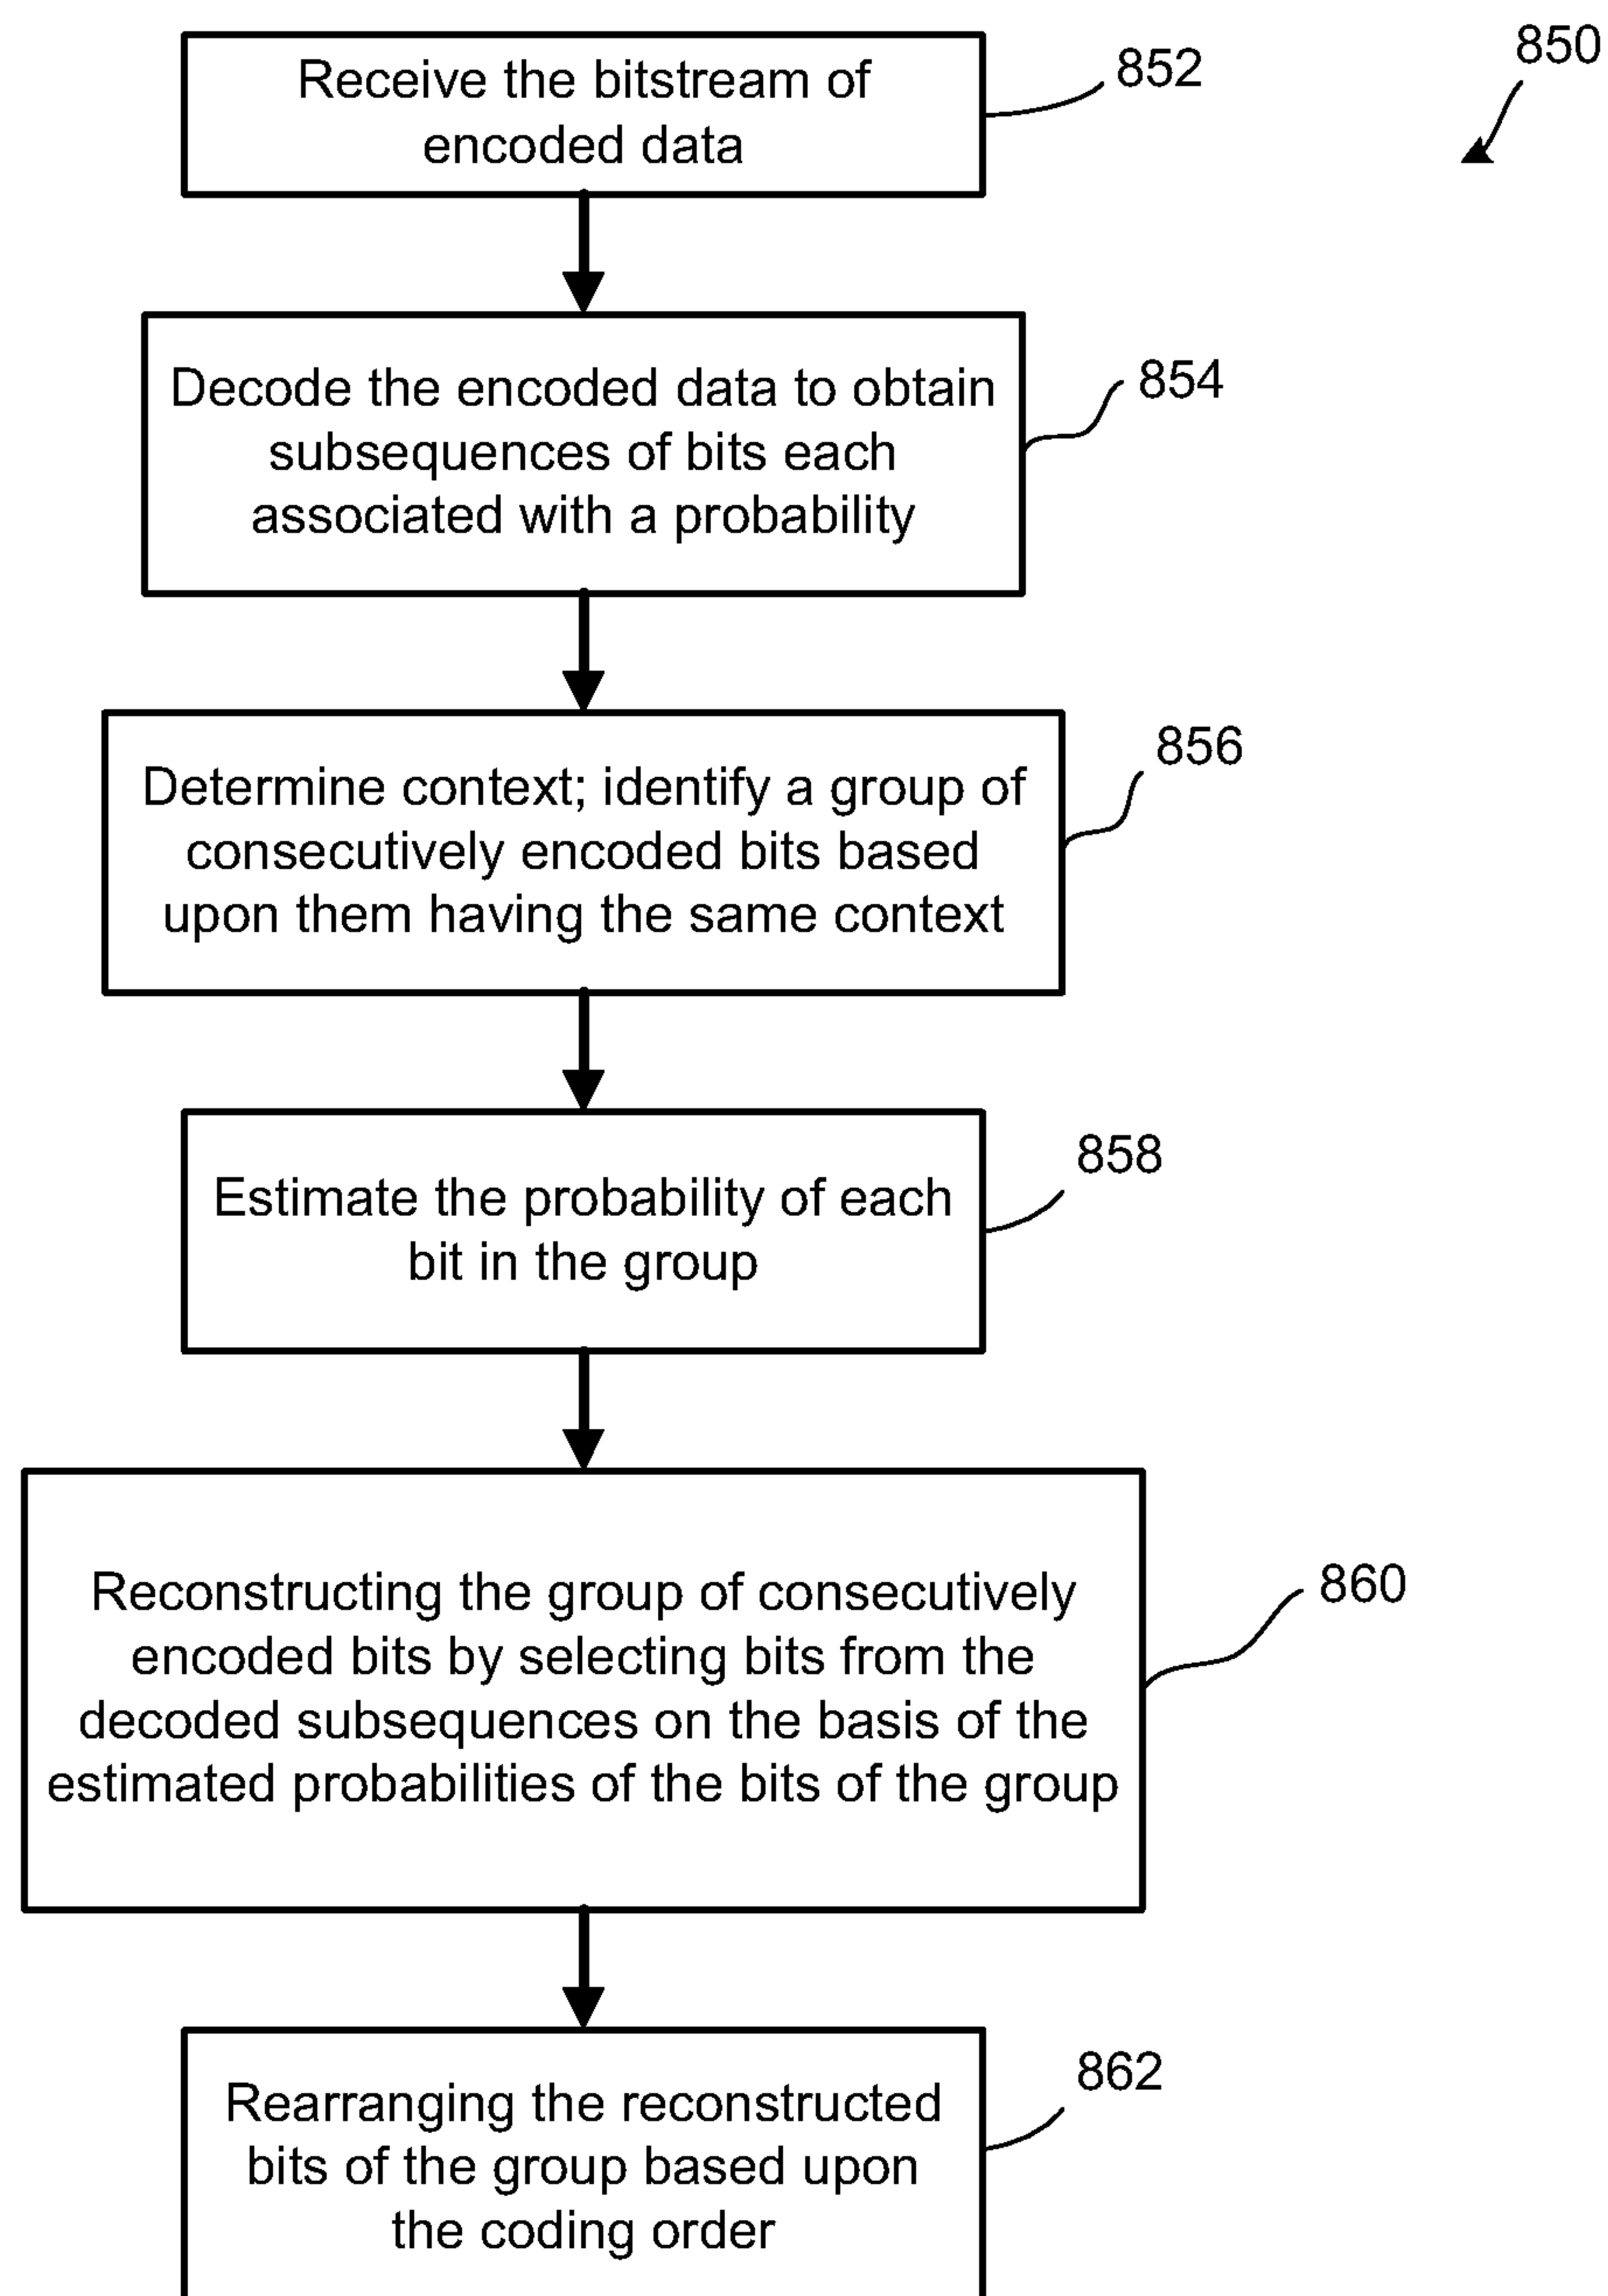 850
Receive the bitstream of
encoded data
852
Decode the encoded data to obtain
subsequences of bits each
associated with a probability
854
Determine context; identify a group of
consecutively encoded bits based
upon them having the same context
856
Estimate the probability of each
bit in the group
858
Reconstructing the group of consecutively
encoded bits by selecting bits from the
decoded subsequences on the basis of the
estimated probabilities of the bits of the group
860
Rearranging the reconstructed
bits of the group based upon
the coding order
862